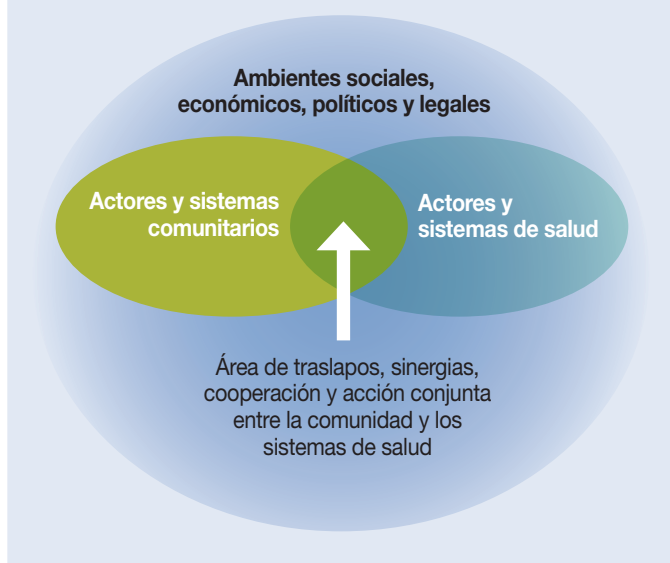 Ambientes sociales,
económicos, políticos y legales
Actores y sistemas
comunitarios
Actores y
sistemas de salud
Área de traslapos, sinergias,
cooperación y acción conjunta
entre la comunidad y los
sistemas de salud